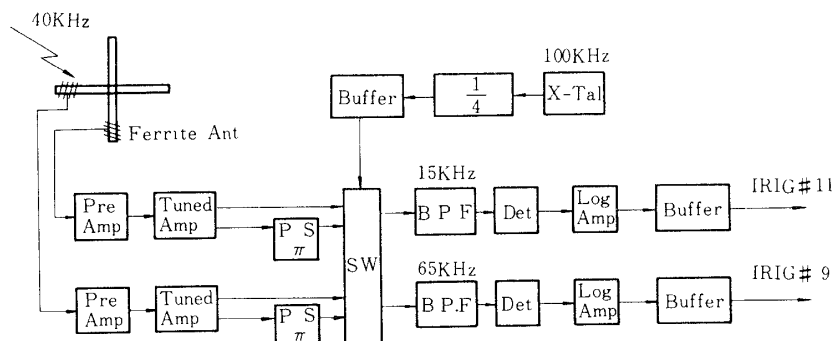 40KHz
Ferrite Ant
100KHz
Buffer
1
4
X-Tal
Pre
Amp
Tuned
Amp
P S
π
SW
15KHz
B P F
Det
Log
Amp
Buffer
IRIG#11
Pre
Amp
Tuned
Amp
P S
π
65KHz
B P.F
Det
Log
Amp
Buffer
IRIG# 9